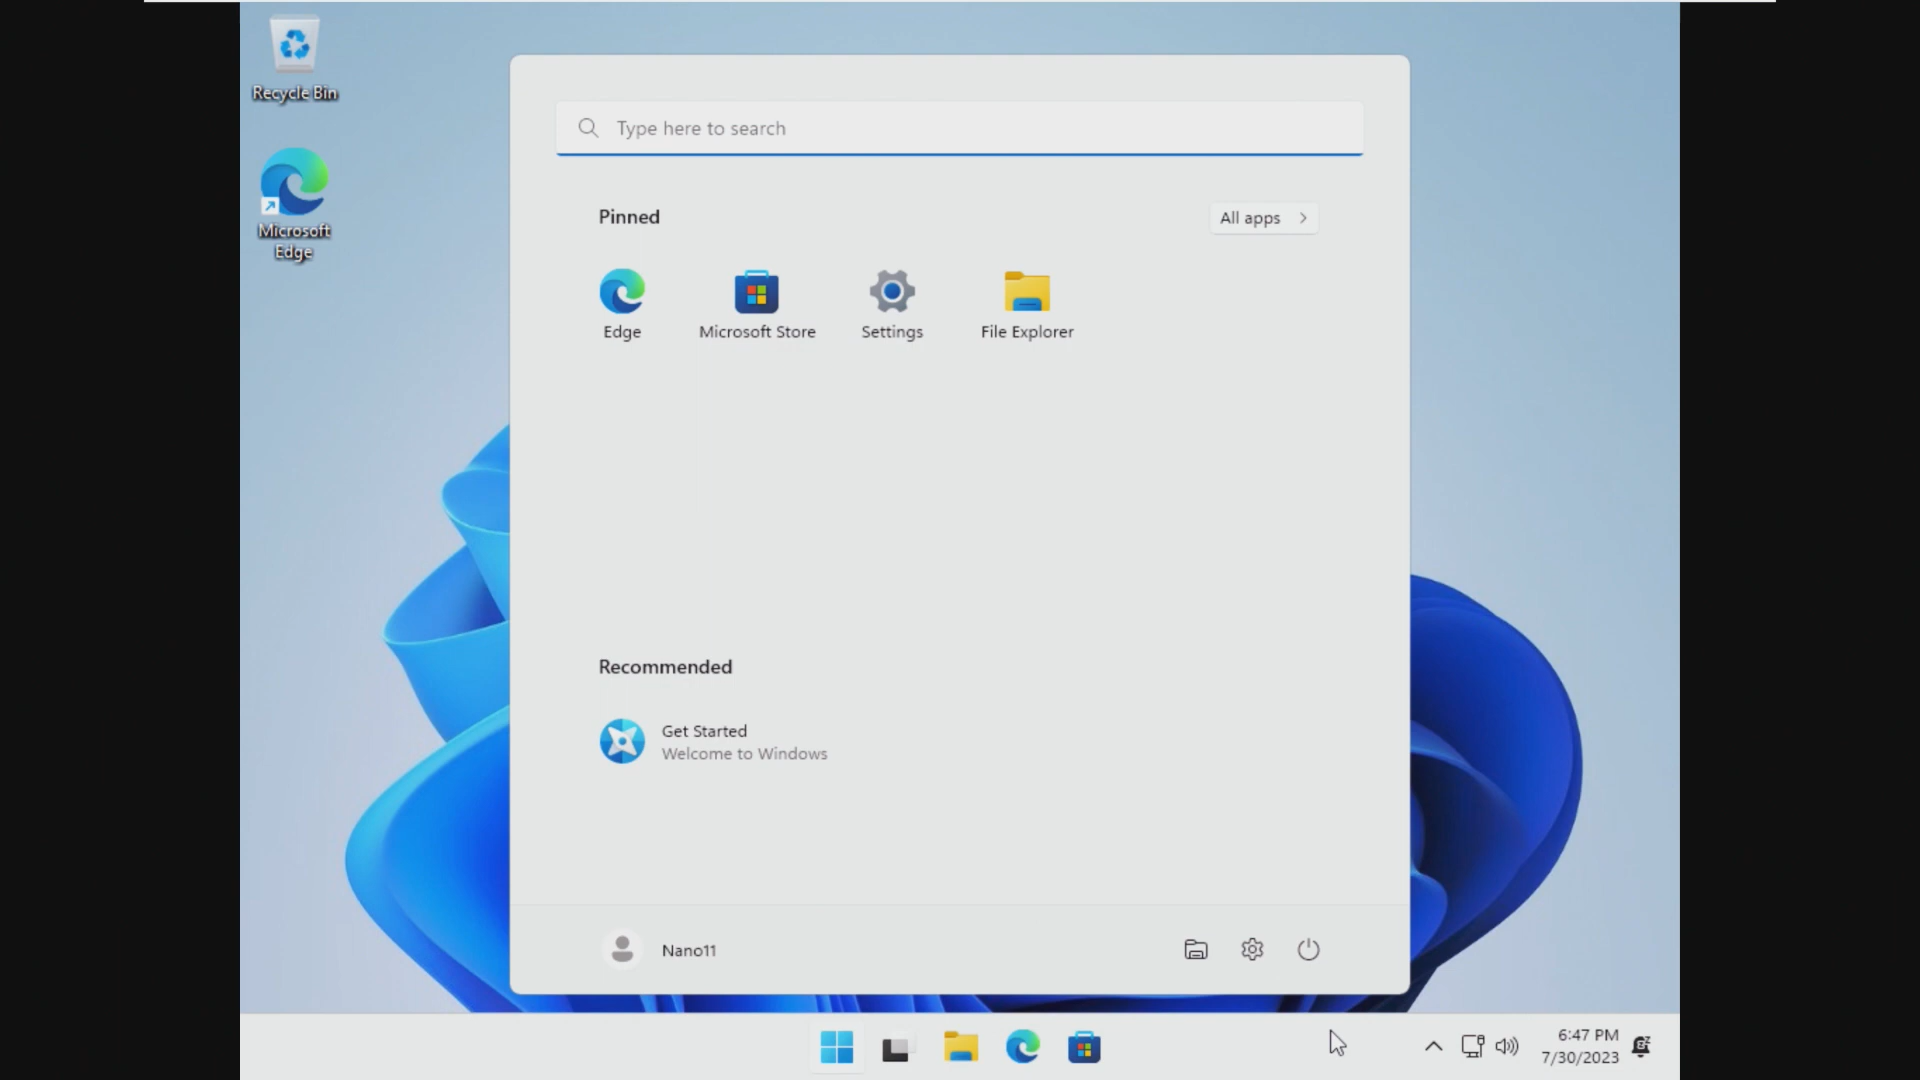 Recycle Bin
Microsoft
Edge
Type here to search
Pinned
All apps
Edge
Microsoft Store
Settings
File Explorer
Recommended
Get Started
Welcome to Windows
Nano11
6:47 PM
7/30/2023